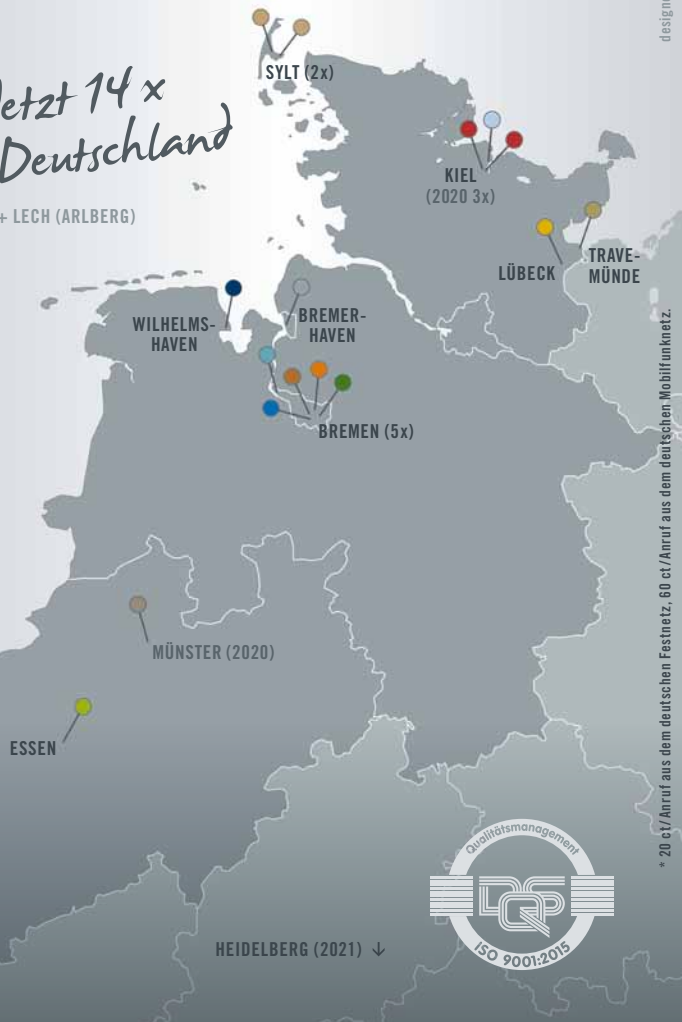 designe
SYLT (2x)
Jetzt 14 x
Deutschland
+ LECH (ARLBERG)
KIEL
(2020 3x)
LÜBECK
TRAVE-
MÜNDE
WILHELMS-
HAVEN
BREMER-
HAVEN
BREMEN (5x)
MÜNSTER (2020)
ESSEN
* 20 ct/Anruf aus dem deutschen Festnetz, 60 ct/Anruf aus dem deutschen Mobilfunknetz.
Qualitätsmanagement
DQS
ISO 9001:2015
HEIDELBERG (2021) ↓